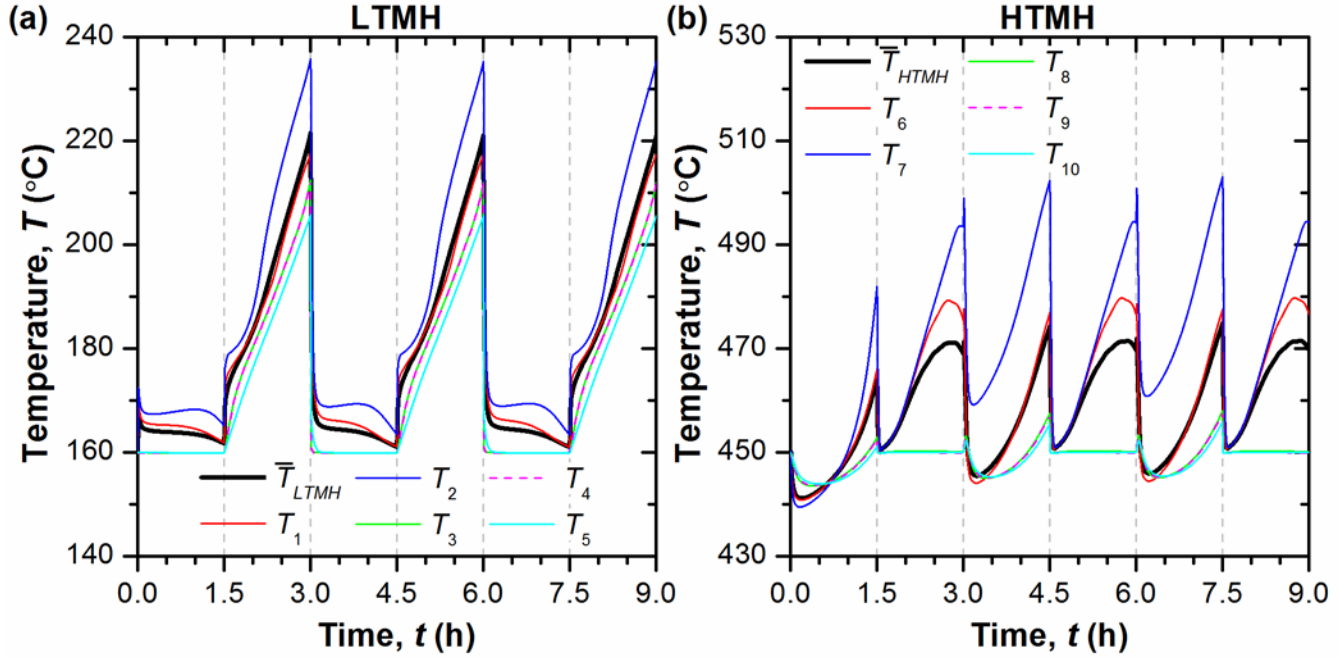 (a) LTMH
240
220
200
180
160
140
Temperature, T (°C)
T̅LTMH T2 T4
T1 T3 T5
0.0 1.5 3.0 4.5 6.0 7.5 9.0
Time, t (h)
(b) HTMH
530
510
490
470
450
430
Temperature, T (°C)
T̅HTMH T8
T6 T9
T7 T10
0.0 1.5 3.0 4.5 6.0 7.5 9.0
Time, t (h)